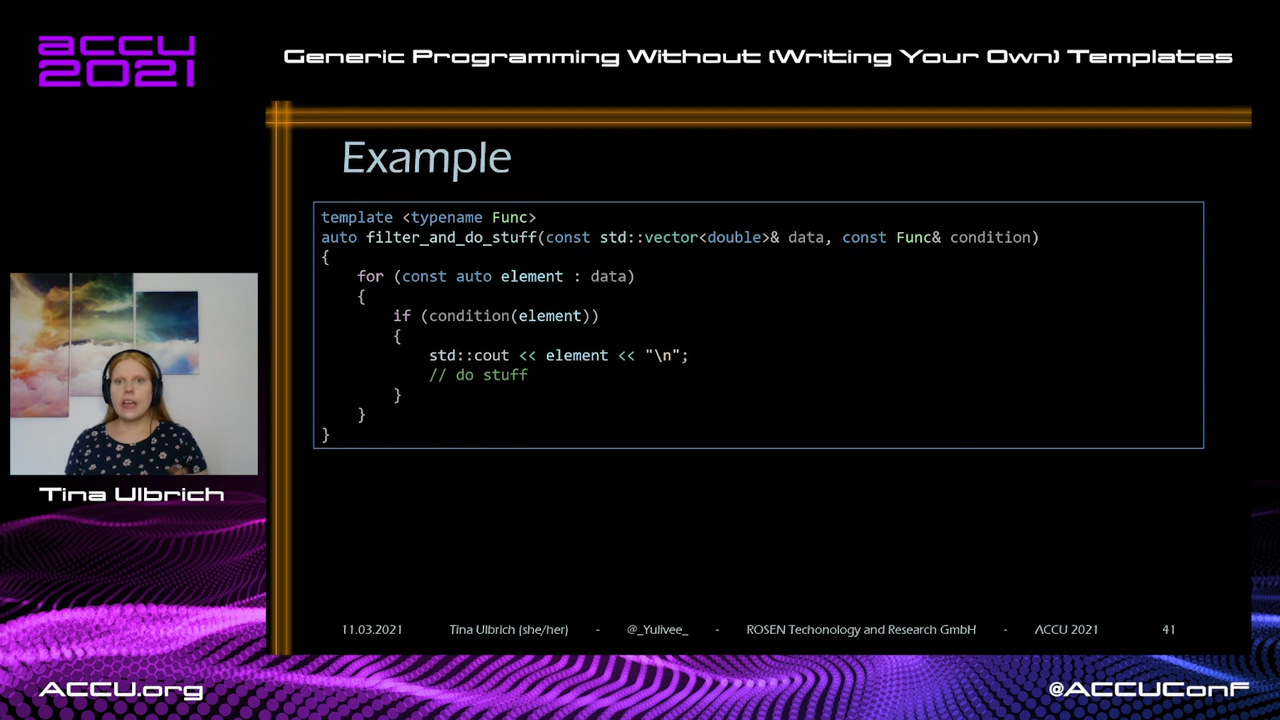 accu
2021
Generic Programming Without (Writing Your Own) Templates
Example
template <typename Func>
auto filter_and_do_stuff(const std::vector<double>& data, const Func& condition)
{
    for (const auto element : data)
    {
        if (condition(element))
        {
            std::cout << element << "\n";
            // do stuff
        }
    }
}
Tina Ulbrich
11.03.2021 Tina Ulbrich (she/her) - @_Yulivee_ - ROSEN Techonology and Research GmbH - ACCU 2021 41
ACCU.org
@ACCUConf